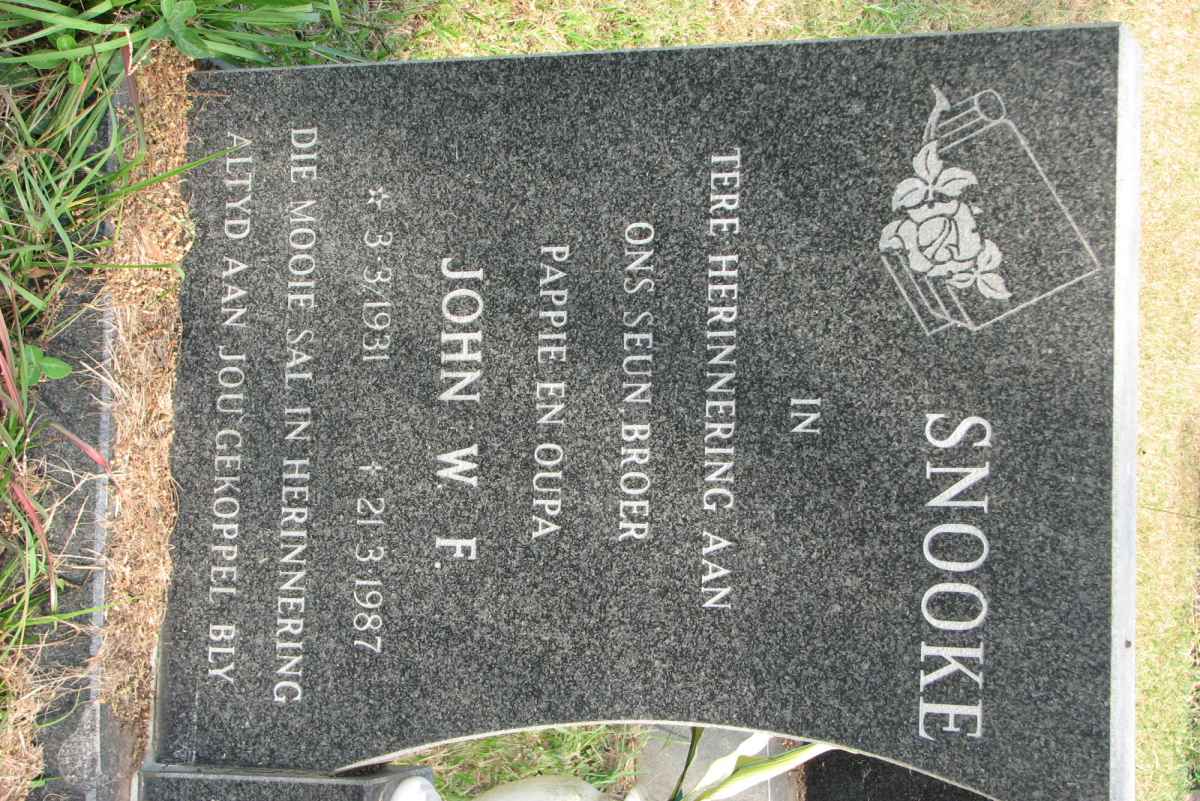 SNOOKE
IN
TERE HERINNERING AAN
ONS SEUN, BROER
PAPPIE EN OUPA
JOHN W. F.
☆ 3·3·1931 † 21·3·1987
DIE MOOIE SAL IN HERINNERING
ALTYD AAN JOU GEKOPPEL BLY